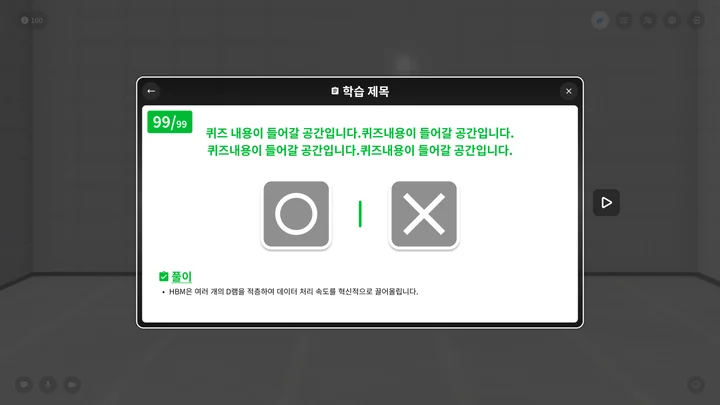 100
학습 제목
99/99
퀴즈 내용이 들어갈 공간입니다.퀴즈내용이 들어갈 공간입니다.
퀴즈내용이 들어갈 공간입니다.퀴즈내용이 들어갈 공간입니다.
풀이
• HBM은 여러 개의 D램을 적층하여 데이터 처리 속도를 혁신적으로 끌어올립니다.